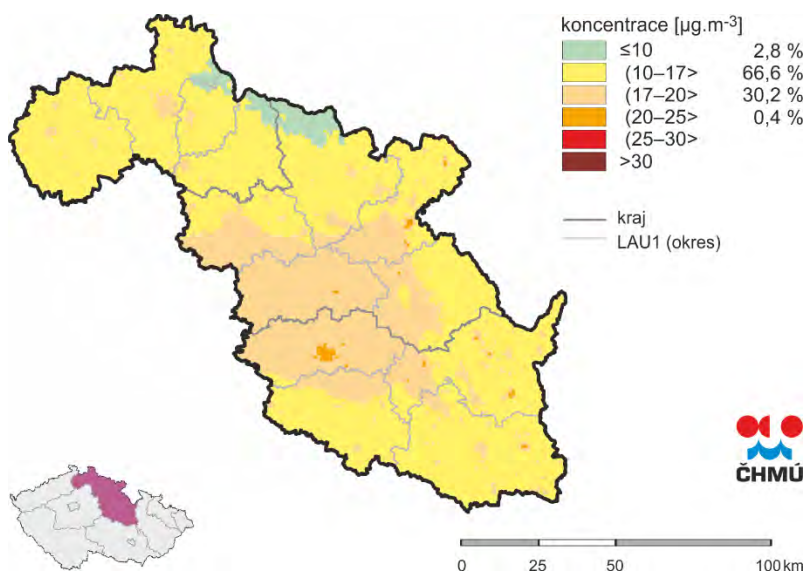 koncentrace [µg.m⁻³]
≤10 2,8 %
(10–17> 66,6 %
(17–20> 30,2 %
(20–25> 0,4 %
(25–30>
>30
kraj
LAU1 (okres)
ČHMÚ
0 25 50 100 km